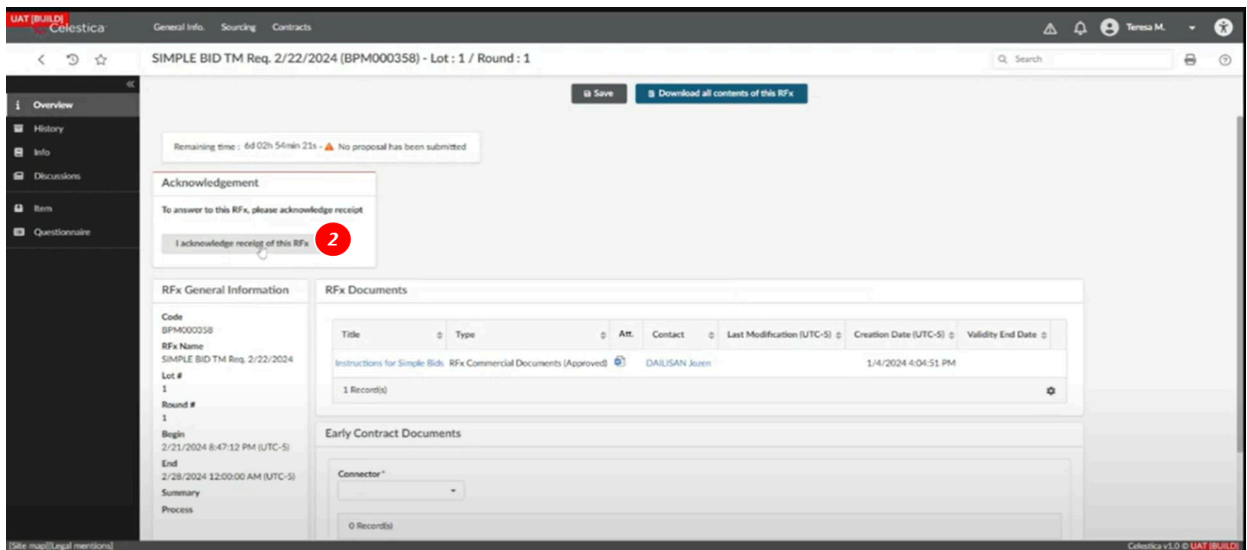 UAT [BUILD]
Celestica
General Info. Sourcing Contracts
Teresa M.
SIMPLE BID TM Req. 2/22/2024 (BPM000358) - Lot : 1 / Round : 1
Search
Save
Download all contents of this RFx
Overview
History
Info
Discussions
Item
Questionnaire
Remaining time : 6d 02h 54min 21s - No proposal has been submitted
Acknowledgement
To answer to this RFx, please acknowledge receipt
I acknowledge receipt of this RFx
2
RFx General Information
Code
BPM000358
RFx Name
SIMPLE BID TM Req. 2/22/2024
Lot #
1
Round #
1
Begin
2/21/2024 8:47:12 PM (UTC-5)
End
2/28/2024 12:00:00 AM (UTC-5)
Summary
Process
RFx Documents
Title Type Att. Contact Last Modification (UTC-5) Creation Date (UTC-5) Validity End Date
Instructions for Simple Bids RFx Commercial Documents (Approved) DAILISAN Jozen 1/4/2024 4:04:51 PM
1 Record(s)
Early Contract Documents
Connector*
0 Record(s)
[Site map][Legal mentions]
Celestica v1.0 © UAT [BUILD]